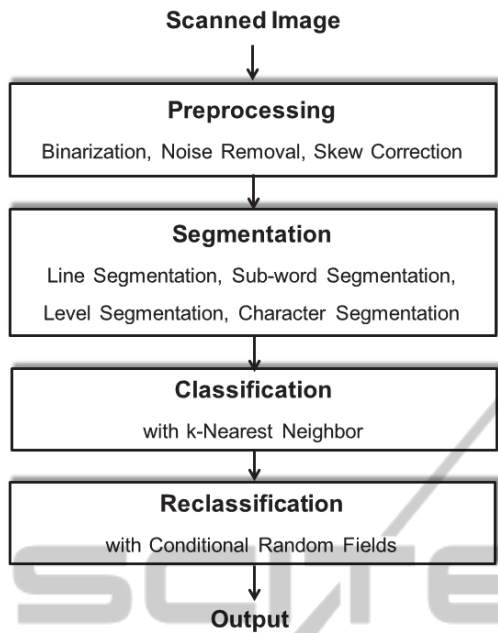 Scanned Image
Preprocessing
Binarization, Noise Removal, Skew Correction
Segmentation
Line Segmentation, Sub-word Segmentation,
Level Segmentation, Character Segmentation
Classification
with k-Nearest Neighbor
Reclassification
with Conditional Random Fields
SCITE
Output